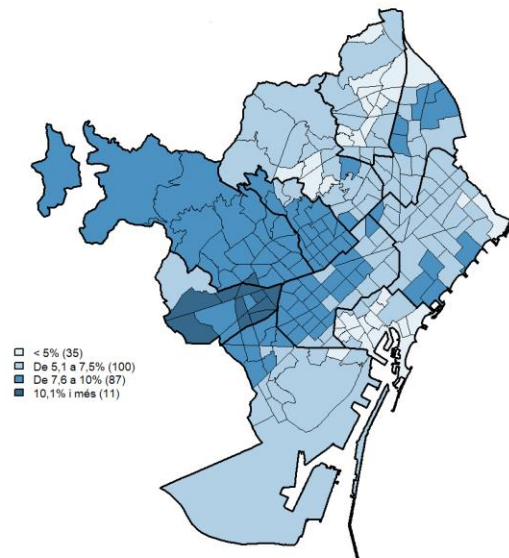 < 5% (35)
De 5,1 a 7,5% (100)
De 7,6 a 10% (87)
10,1% i més (11)